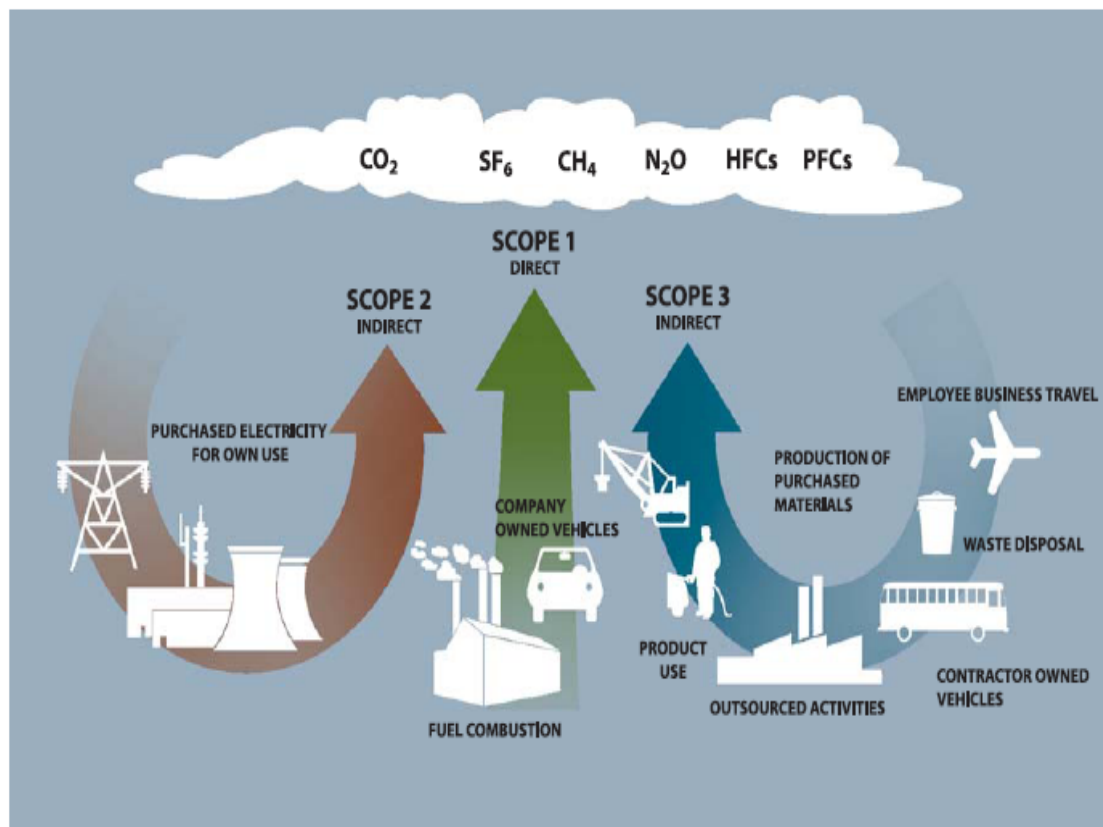 CO₂ SF₆ CH₄ N₂O HFCs PFCs
SCOPE 1
DIRECT
SCOPE 2
INDIRECT
SCOPE 3
INDIRECT
PURCHASED ELECTRICITY
FOR OWN USE
COMPANY
OWNED VEHICLES
FUEL COMBUSTION
EMPLOYEE BUSINESS TRAVEL
PRODUCTION OF
PURCHASED
MATERIALS
WASTE DISPOSAL
PRODUCT
USE
OUTSOURCED ACTIVITIES
CONTRACTOR OWNED
VEHICLES